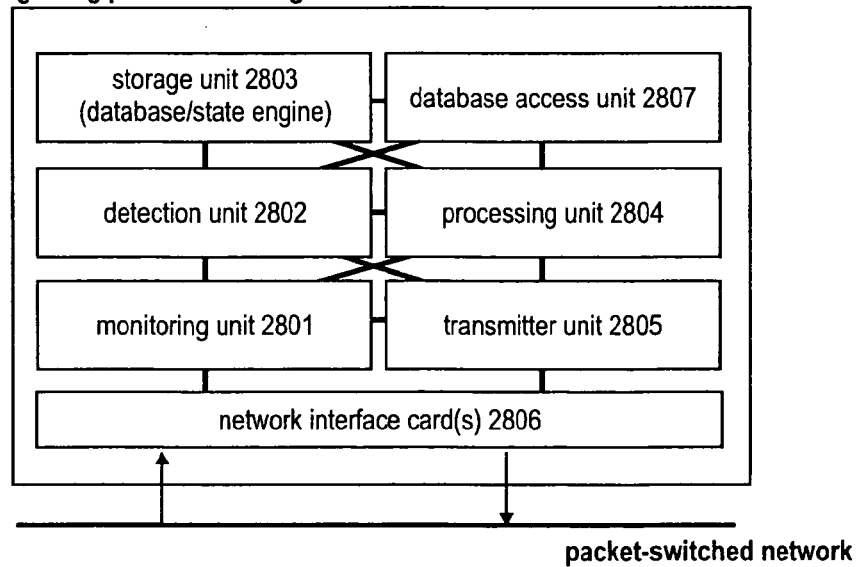 storage unit 2803
(database/state engine)
database access unit 2807
detection unit 2802
processing unit 2804
monitoring unit 2801
transmitter unit 2805
network interface card(s) 2806
packet-switched network